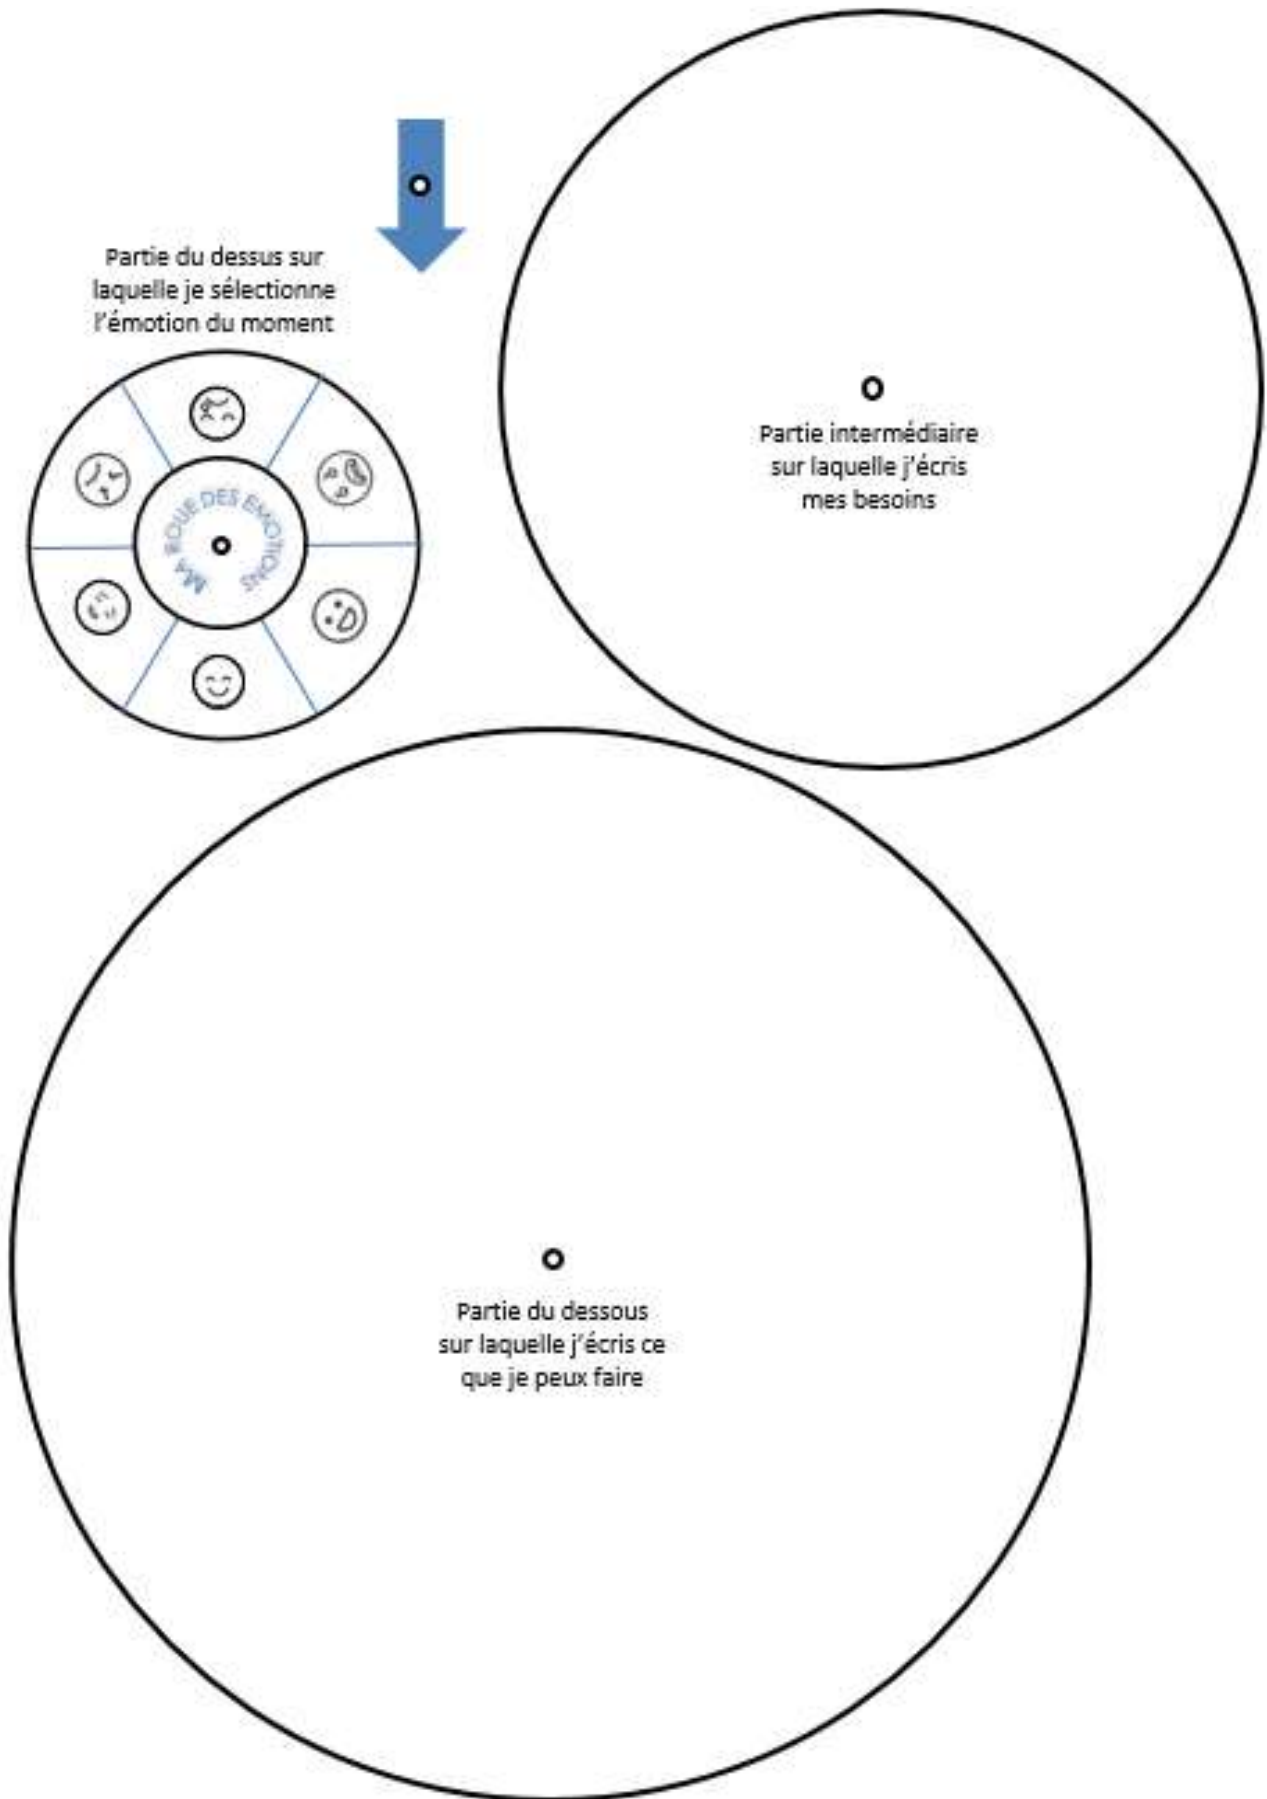 Partie du dessus sur
laquelle je sélectionne
l'émotion du moment
MA ROUE DES EMOTIONS
Partie intermédiaire
sur laquelle j'écris
mes besoins
Partie du dessous
sur laquelle j'écris ce
que je peux faire